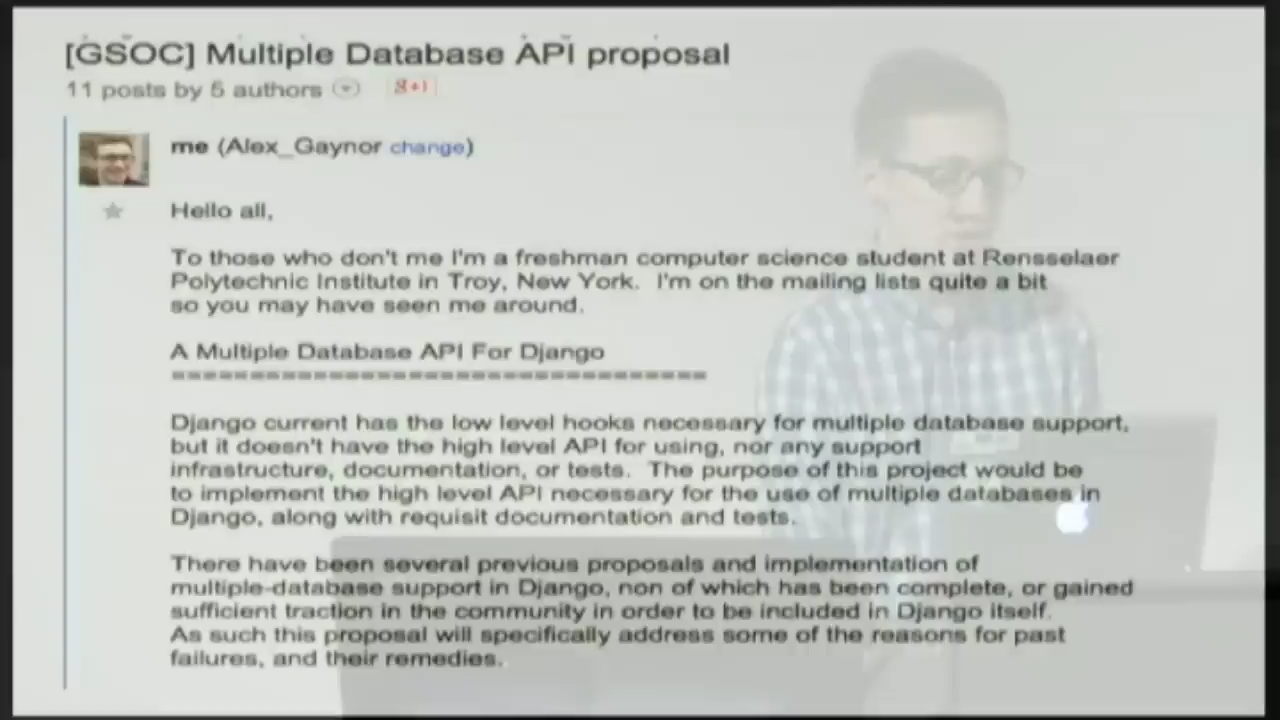 [GSOC] Multiple Database API proposal
11 posts by 5 authors
g+1
me (Alex_Gaynor change)
Hello all,
To those who don't me I'm a freshman computer science student at Rensselaer
Polytechnic Institute in Troy, New York.  I'm on the mailing lists quite a bit
so you may have seen me around.
A Multiple Database API For Django
==================================
Django current has the low level hooks necessary for multiple database support,
but it doesn't have the high level API for using, nor any support
infrastructure, documentation, or tests.  The purpose of this project would be
to implement the high level API necessary for the use of multiple databases in
Django, along with requisit documentation and tests.
There have been several previous proposals and implementation of
multiple-database support in Django, non of which has been complete, or gained
sufficient traction in the community in order to be included in Django itself.
As such this proposal will specifically address some of the reasons for past
failures, and their remedies.